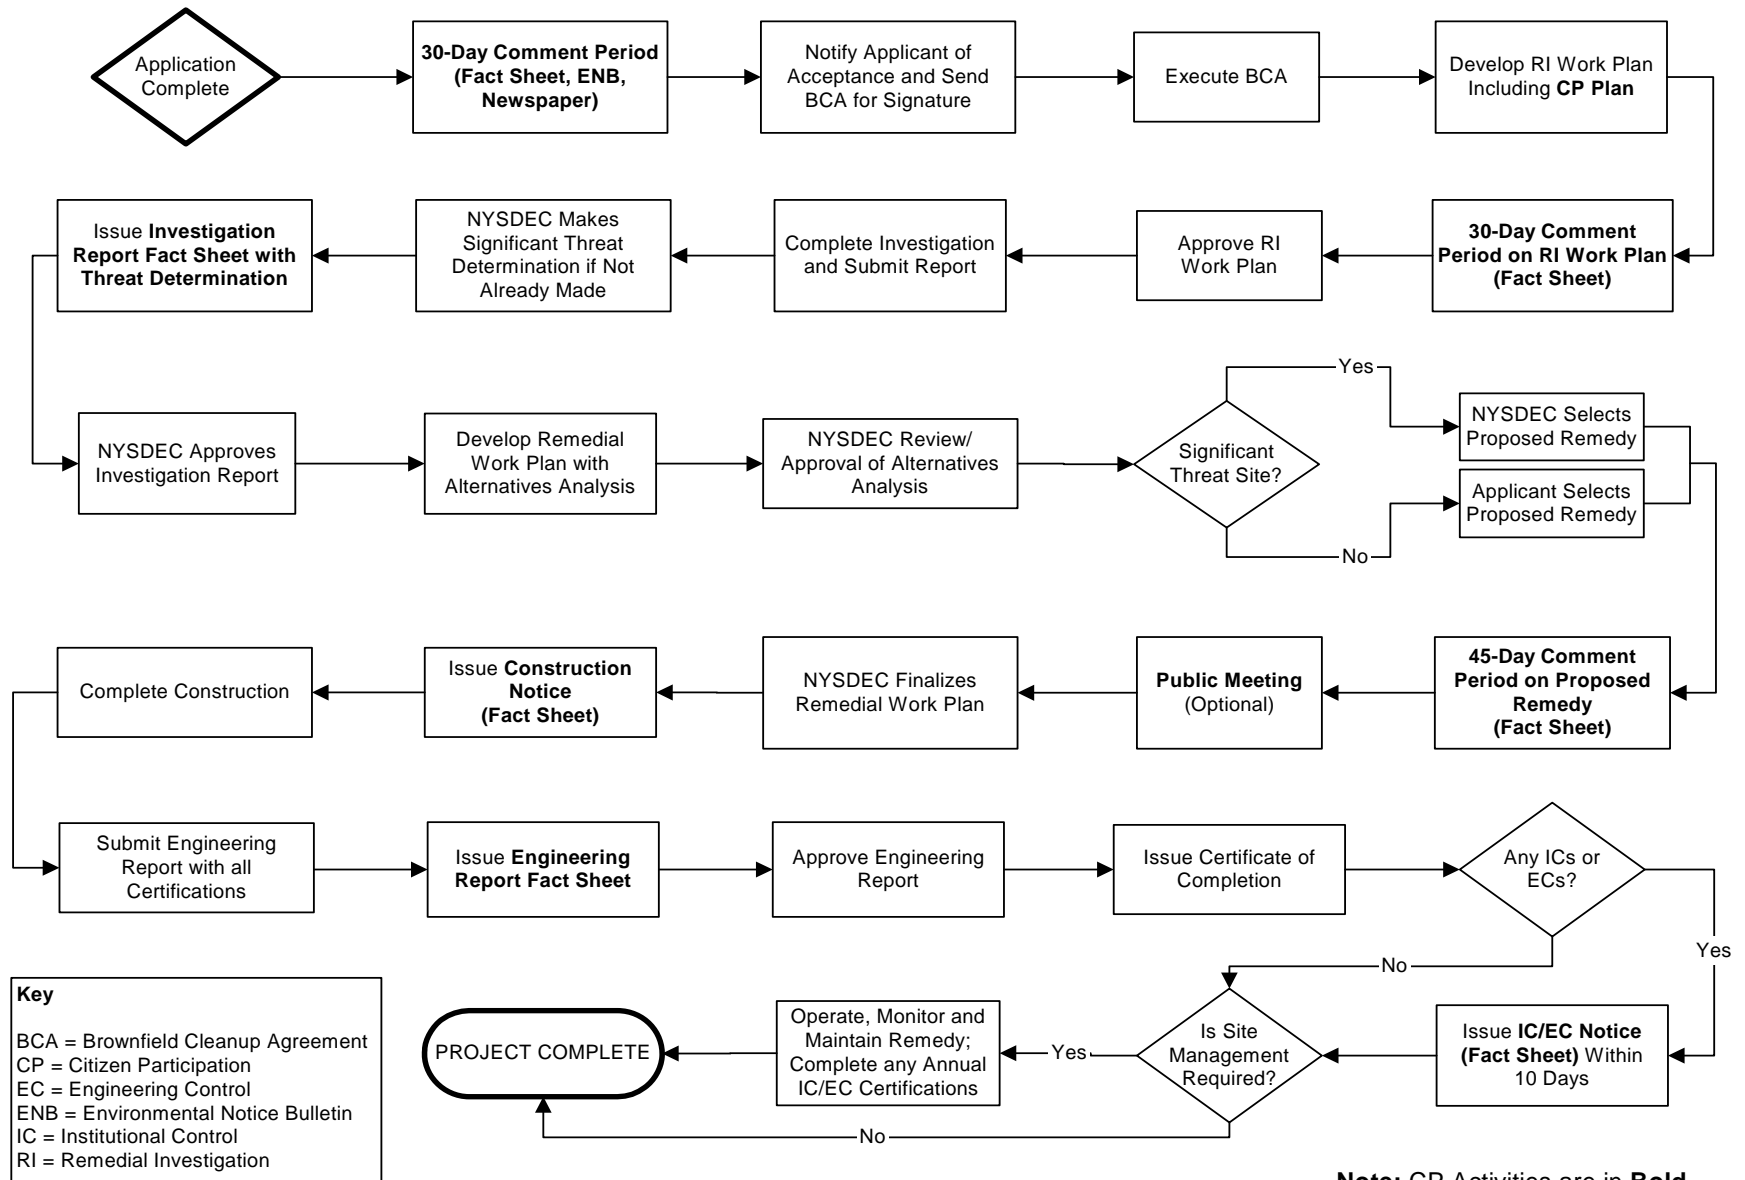 Application
Complete
30-Day Comment Period
(Fact Sheet, ENB,
Newspaper)
Notify Applicant of
Acceptance and Send
BCA for Signature
Execute BCA
Develop RI Work Plan
Including CP Plan
30-Day Comment
Period on RI Work Plan
(Fact Sheet)
Approve RI
Work Plan
Complete Investigation
and Submit Report
NYSDEC Makes
Significant Threat
Determination if Not
Already Made
Issue Investigation
Report Fact Sheet with
Threat Determination
NYSDEC Approves
Investigation Report
Develop Remedial
Work Plan with
Alternatives Analysis
NYSDEC Review/
Approval of Alternatives
Analysis
Significant
Threat Site?
Yes
No
NYSDEC Selects
Proposed Remedy
Applicant Selects
Proposed Remedy
45-Day Comment
Period on Proposed
Remedy
(Fact Sheet)
Public Meeting
(Optional)
NYSDEC Finalizes
Remedial Work Plan
Issue Construction
Notice
(Fact Sheet)
Complete Construction
Submit Engineering
Report with all
Certifications
Issue Engineering
Report Fact Sheet
Approve Engineering
Report
Issue Certificate of
Completion
Any ICs or
ECs?
Yes
No
Issue IC/EC Notice
(Fact Sheet) Within
10 Days
Is Site
Management
Required?
Yes
No
Operate, Monitor and
Maintain Remedy;
Complete any Annual
IC/EC Certifications
PROJECT COMPLETE
Key
BCA = Brownfield Cleanup Agreement
CP = Citizen Participation
EC = Engineering Control
ENB = Environmental Notice Bulletin
IC = Institutional Control
RI = Remedial Investigation
Note: CP Activities are in Bold